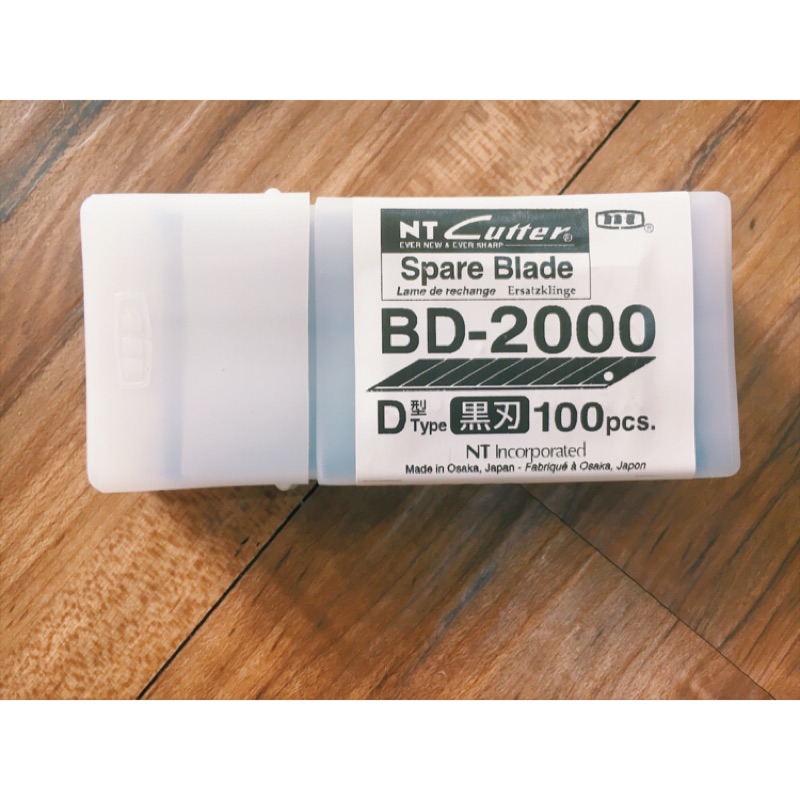 NT Cutter®
EVER NEW & EVER SHARP
nt®
Spare Blade
Lame de rechange Ersatzklinge
BD-2000
D型 Type 黒刃 100pcs.
NT Incorporated
Made in Osaka, Japan - Fabriqué à Osaka, Japon